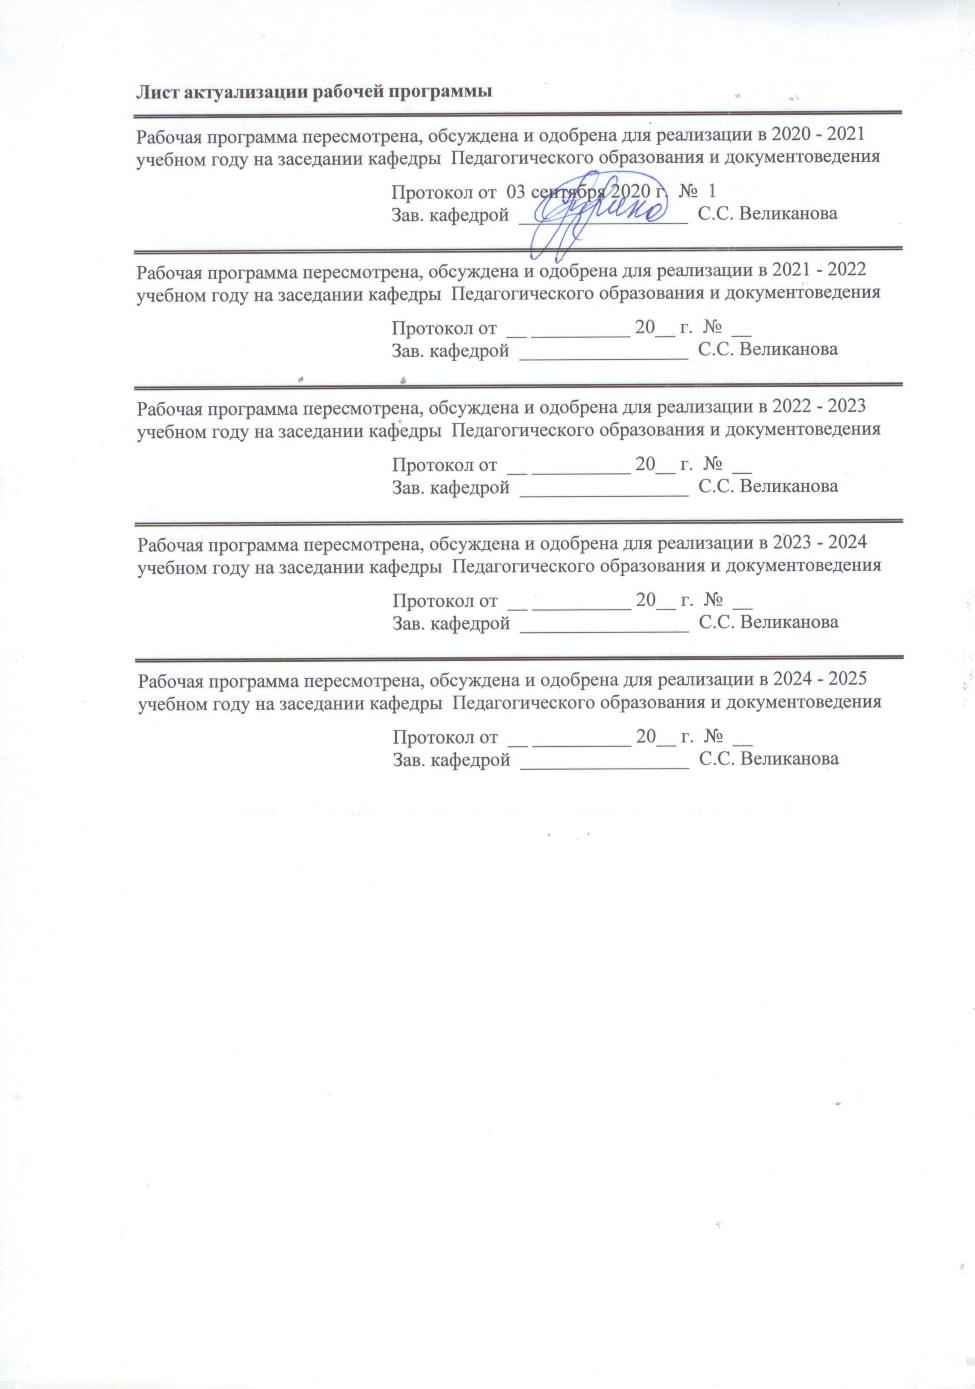 Лист актуализации рабочей программы
Рабочая программа пересмотрена, обсуждена и одобрена для реализации в 2020 - 2021
учебном году на заседании кафедры Педагогического образования и документоведения
Протокол от 03 сентября 2020 г. № 1
Зав. кафедрой _________________ С.С. Великанова
Рабочая программа пересмотрена, обсуждена и одобрена для реализации в 2021 - 2022
учебном году на заседании кафедры Педагогического образования и документоведения
Протокол от __ __________ 20__ г. № __
Зав. кафедрой _________________ С.С. Великанова
Рабочая программа пересмотрена, обсуждена и одобрена для реализации в 2022 - 2023
учебном году на заседании кафедры Педагогического образования и документоведения
Протокол от __ __________ 20__ г. № __
Зав. кафедрой _________________ С.С. Великанова
Рабочая программа пересмотрена, обсуждена и одобрена для реализации в 2023 - 2024
учебном году на заседании кафедры Педагогического образования и документоведения
Протокол от __ __________ 20__ г. № __
Зав. кафедрой _________________ С.С. Великанова
Рабочая программа пересмотрена, обсуждена и одобрена для реализации в 2024 - 2025
учебном году на заседании кафедры Педагогического образования и документоведения
Протокол от __ __________ 20__ г. № __
Зав. кафедрой _________________ С.С. Великанова